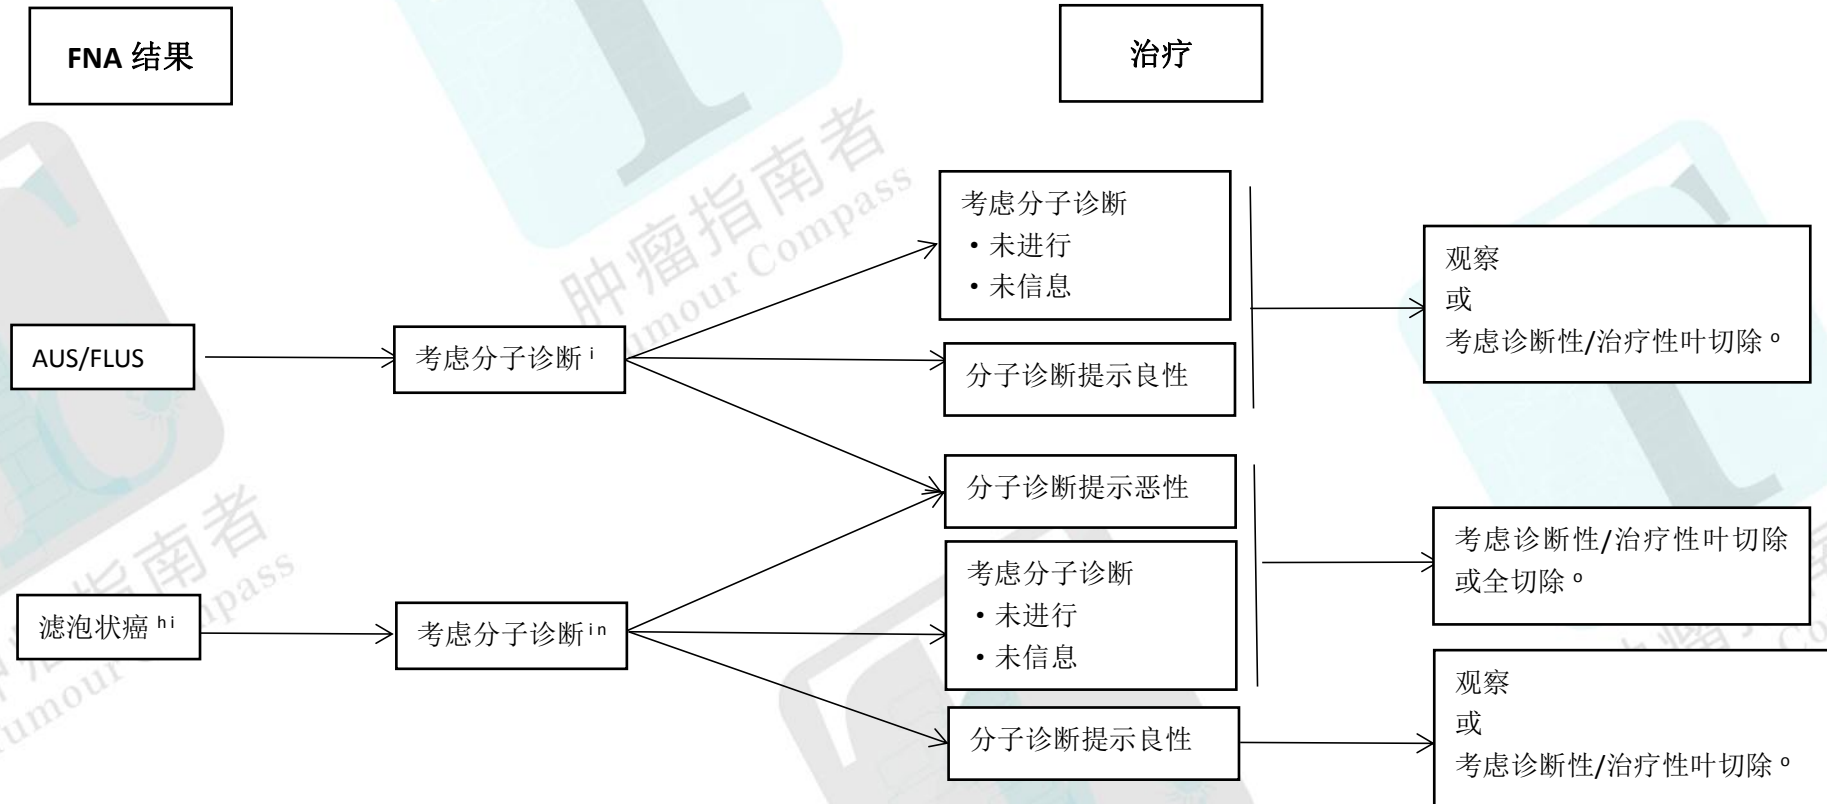 FNA 结果
治疗
肿瘤指南者
Tumour Compass
考虑分子诊断
・未进行
・未信息
观察
或
考虑诊断性/治疗性叶切除 o
AUS/FLUS
考虑分子诊断 i
分子诊断提示良性
分子诊断提示恶性
考虑诊断性/治疗性叶切除
或全切除 o
滤泡状癌 hi
考虑分子诊断 in
考虑分子诊断
・未进行
・未信息
分子诊断提示良性
观察
或
考虑诊断性/治疗性叶切除 o